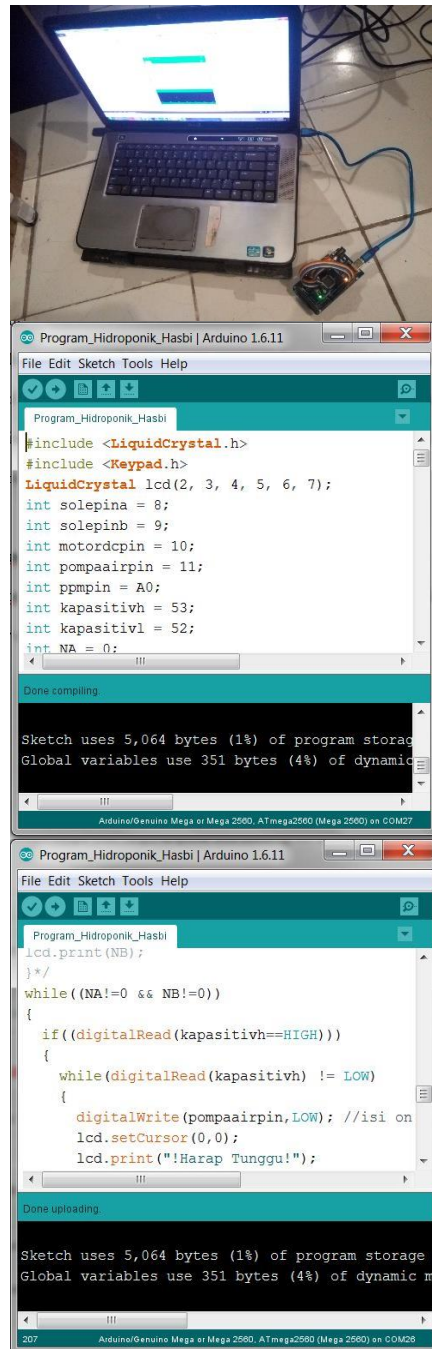 Program_Hidroponik_Hasbi | Arduino 1.6.11
File Edit Sketch Tools Help
Program_Hidroponik_Hasbi
#include <LiquidCrystal.h>
#include <Keypad.h>
LiquidCrystal lcd(2, 3, 4, 5, 6, 7);
int solepina = 8;
int solepinb = 9;
int motordcpin = 10;
int pompaairpin = 11;
int ppmpin = A0;
int kapasitivh = 53;
int kapasitivl = 52;
int NA = 0;
Done compiling.
Sketch uses 5,064 bytes (1%) of program storag
Global variables use 351 bytes (4%) of dynamic
Arduino/Genuino Mega or Mega 2560, ATmega2560 (Mega 2560) on COM27
Program_Hidroponik_Hasbi | Arduino 1.6.11
File Edit Sketch Tools Help
Program_Hidroponik_Hasbi
lcd.print(NB);
}*/
while((NA!=0 && NB!=0))
{
if((digitalRead(kapasitivh==HIGH)))
{
while(digitalRead(kapasitivh) != LOW)
{
digitalWrite(pompaairpin,LOW); //isi on
lcd.setCursor(0,0);
lcd.print("!Harap Tunggu!");
Done uploading.
Sketch uses 5,064 bytes (1%) of program storage
Global variables use 351 bytes (4%) of dynamic m
207 Arduino/Genuino Mega or Mega 2560, ATmega2560 (Mega 2560) on COM26